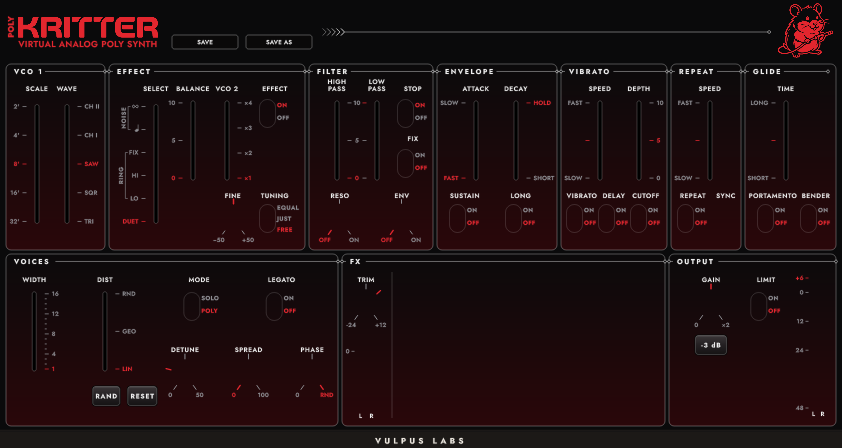 POLY KRITTER
VIRTUAL ANALOG POLY SYNTH
SAVE SAVE AS
VCO 1
SCALE WAVE
2' CH II
4' CH I
8' SAW
16' SQR
32' TRI
EFFECT
SELECT BALANCE VCO 2 EFFECT
NOISE
RING
FIX
HI
LO
DUET
10
5
0
x4
x3
x2
x1
ON
OFF
FINE
-50 +50
TUNING
EQUAL
JUST
FREE
FILTER
HIGH PASS
LOW PASS
STOP
10
5
0
ON
OFF
FIX
ON
OFF
RESO ENV
OFF ON OFF ON
ENVELOPE
ATTACK DECAY
SLOW HOLD
FAST SHORT
SUSTAIN LONG
ON ON
OFF OFF
VIBRATO
SPEED DEPTH
FAST 10
5
SLOW 0
VIBRATO DELAY CUTOFF
ON ON ON
OFF OFF OFF
REPEAT
SPEED
FAST
SLOW
REPEAT SYNC
ON
OFF
GLIDE
TIME
LONG
SHORT
PORTAMENTO BENDER
ON ON
OFF OFF
VOICES
WIDTH DIST MODE LEGATO
16
12
8
4
1
RND
GEO
LIN
SOLO
POLY
ON
OFF
DETUNE SPREAD PHASE
0 50 0 100 0 RND
RAND RESET
FX
TRIM
-24 +12
0
L R
OUTPUT
GAIN LIMIT
0 x2
ON
OFF
-3 dB
+6
0
12
24
48
L R
VULPUS LABS